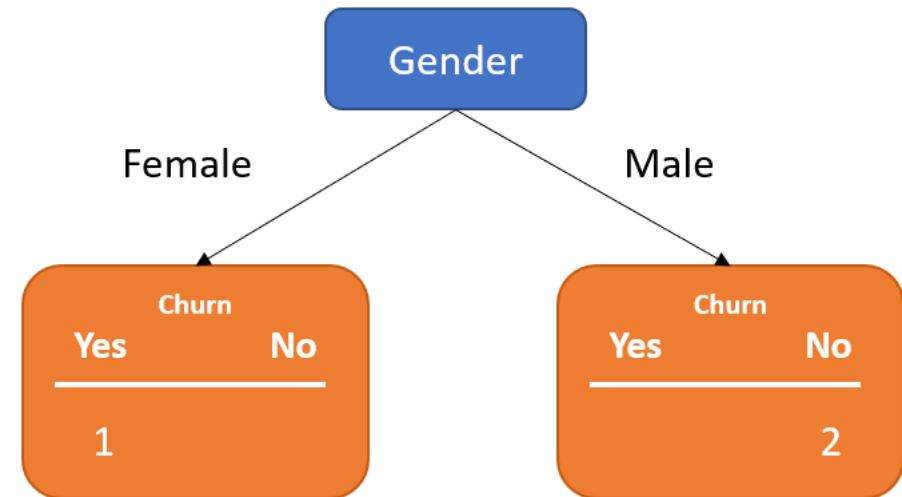 Gender
Female
Male
Churn
Yes No
1
Churn
Yes No
2